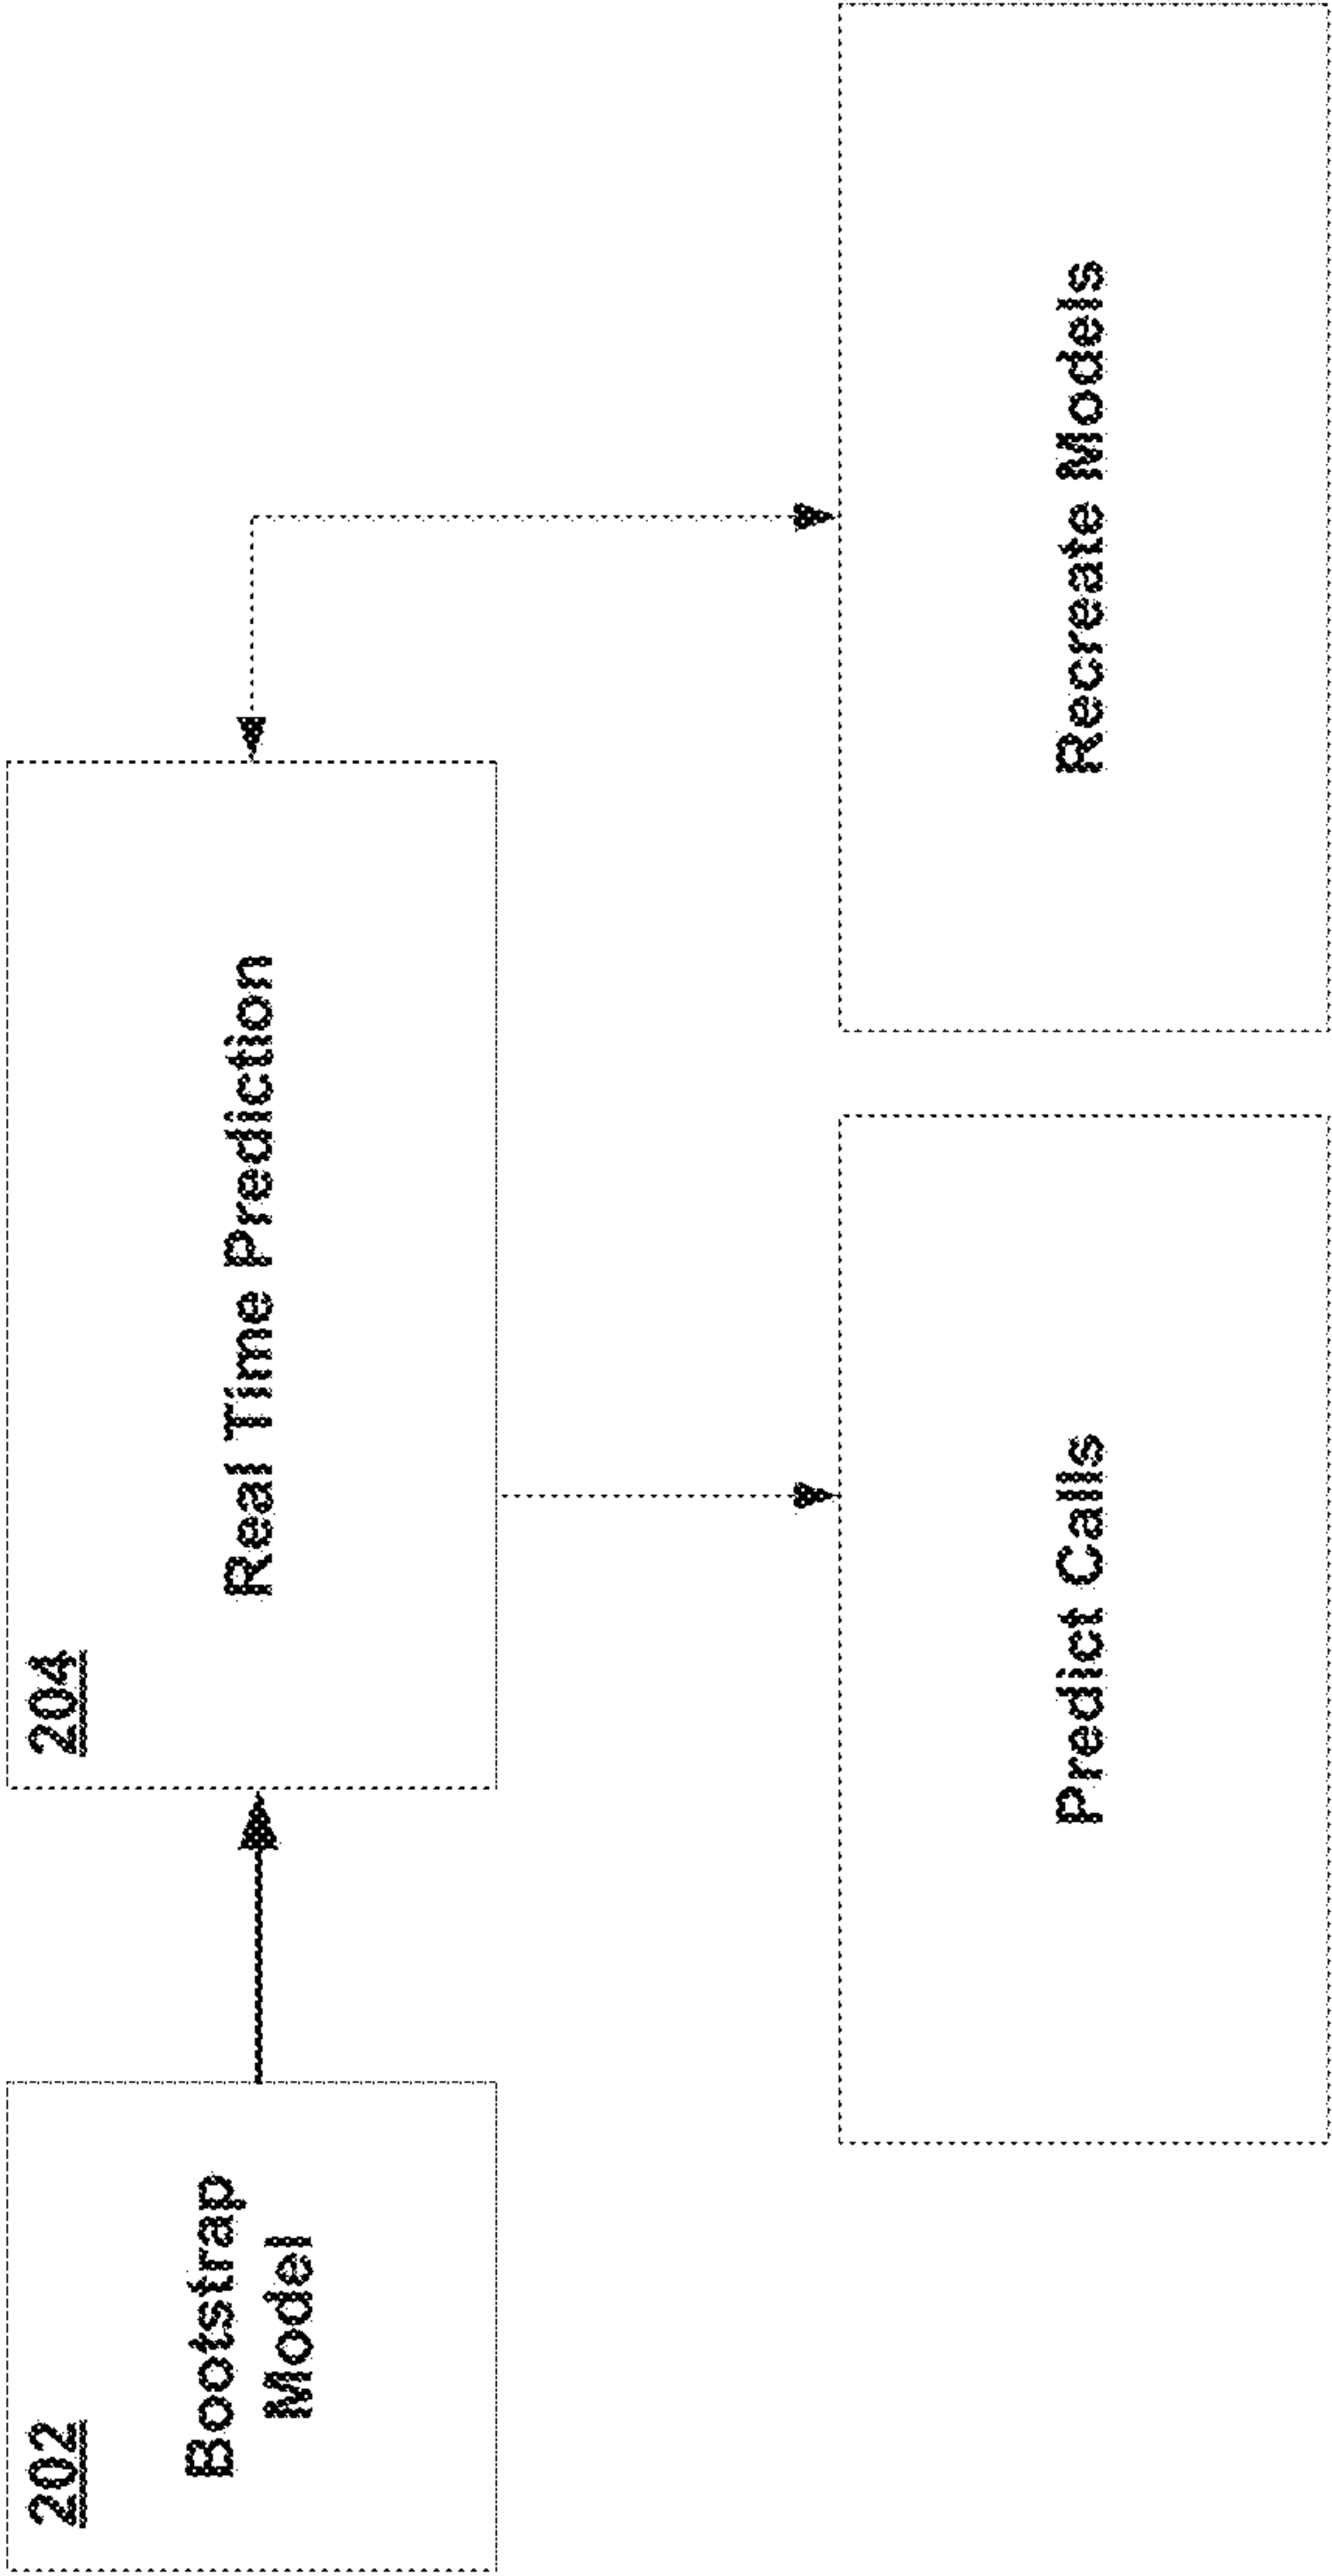 202
Bootstrap
Model
204
Real Time Prediction
Predict Calls
Recreate Models